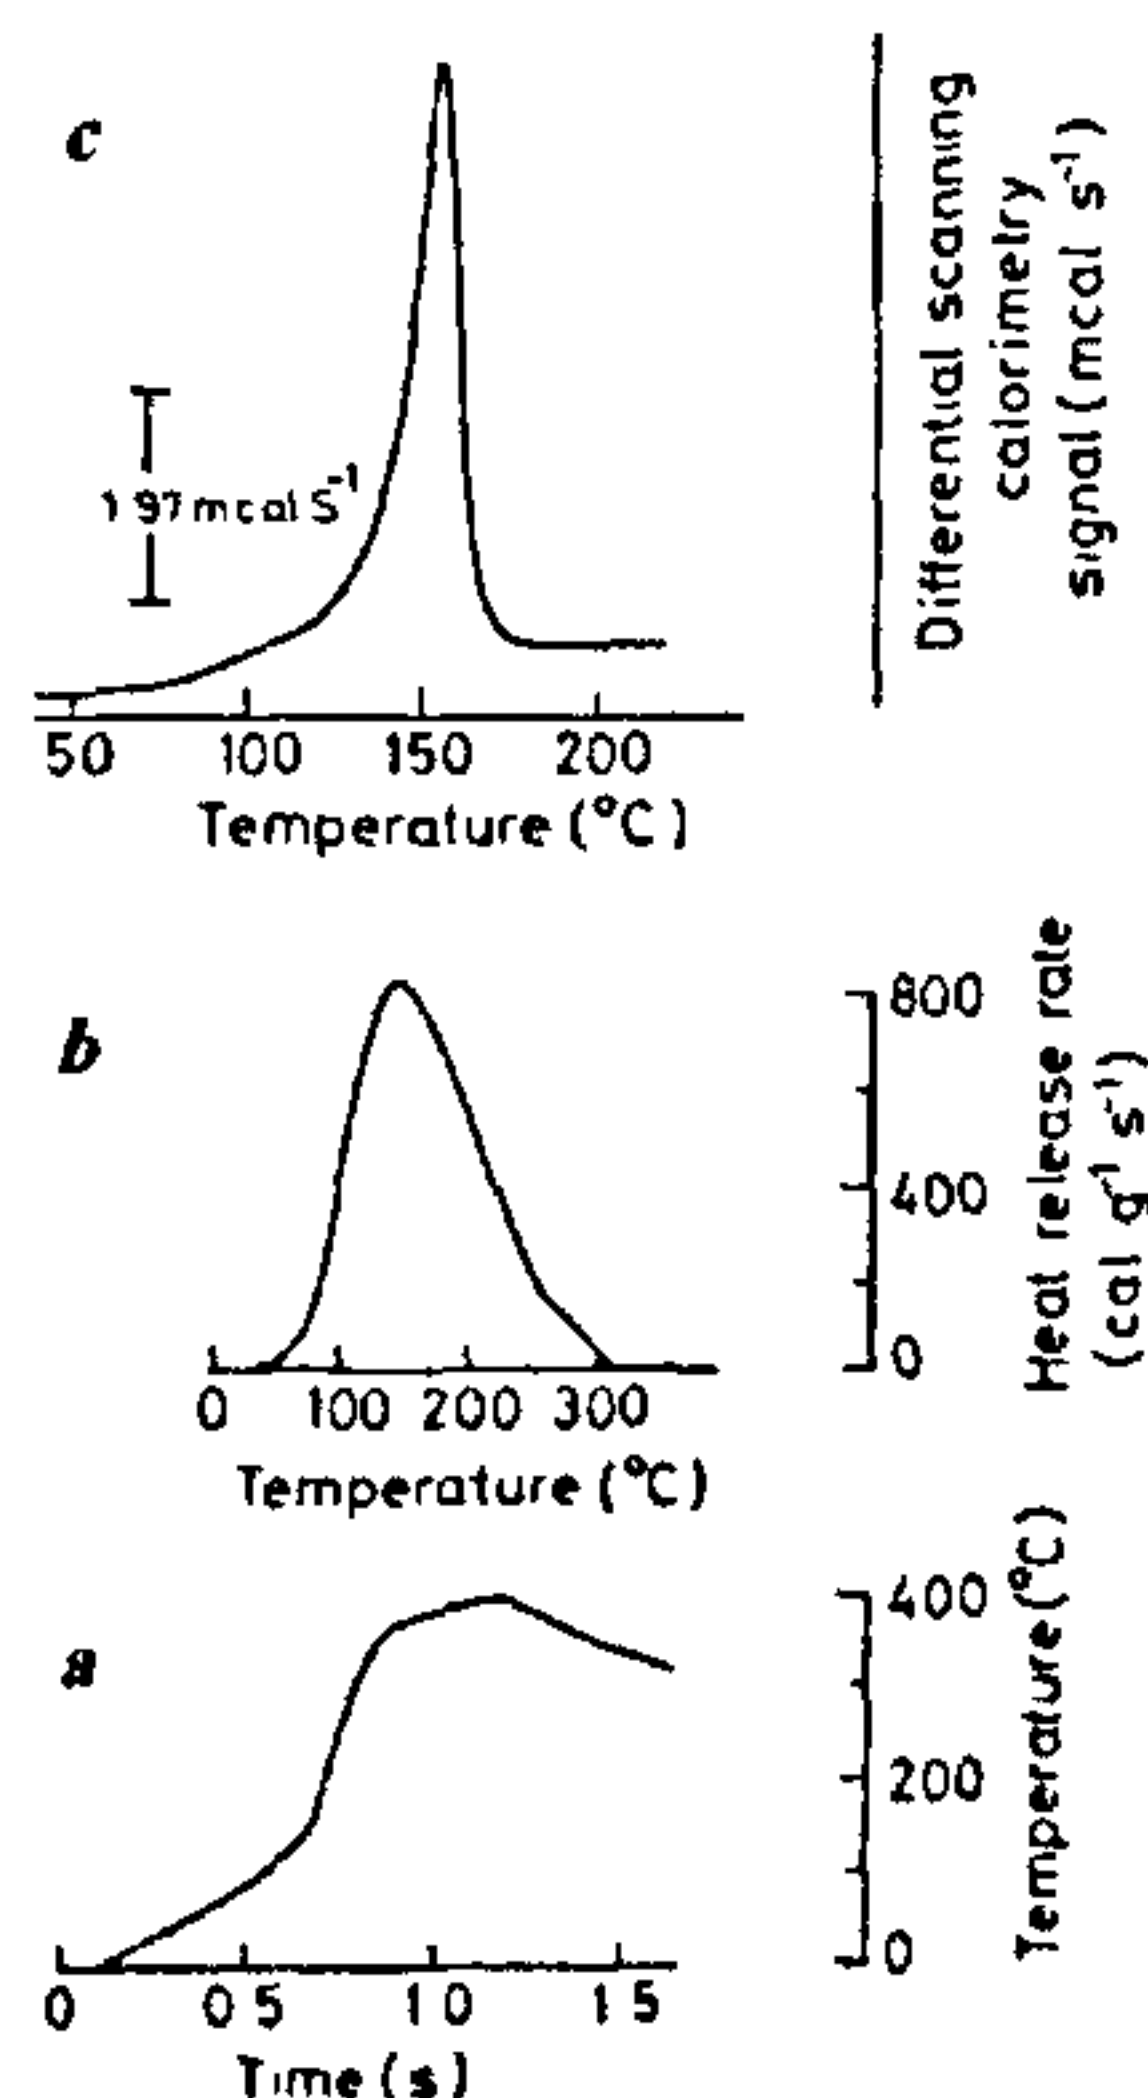 c
1 97 mcal S⁻¹
50 100 150 200
Temperature (°C)
Differential scanning
calorimetry
signal (mcal s⁻¹)
b
800
400
0
Heat release rate
(cal g⁻¹ s⁻¹)
0 100 200 300
Temperature (°C)
a
400
200
0
Temperature (°C)
0 0 5 1 0 1 5
Time (s)